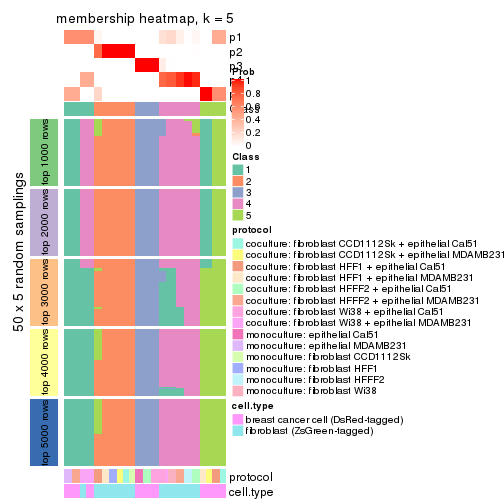 membership heatmap, k = 5
p1
p2
p3
Prob
1
0.8
0.6
0.4
0.2
0
Class
1
2
3
4
5
protocol
coculture: fibroblast CCD1112Sk + epithelial Cal51
coculture: fibroblast CCD1112Sk + epithelial MDAMB231
coculture: fibroblast HFF1 + epithelial Cal51
coculture: fibroblast HFF1 + epithelial MDAMB231
coculture: fibroblast HFFF2 + epithelial Cal51
coculture: fibroblast HFFF2 + epithelial MDAMB231
coculture: fibroblast Wi38 + epithelial Cal51
coculture: fibroblast Wi38 + epithelial MDAMB231
monoculture: epithelial Cal51
monoculture: epithelial MDAMB231
monoculture: fibroblast CCD1112Sk
monoculture: fibroblast HFF1
monoculture: fibroblast HFFF2
monoculture: fibroblast Wi38
cell.type
breast cancer cell (DsRed-tagged)
fibroblast (ZsGreen-tagged)
50 x 5 random samplings
top 1000 rows
top 2000 rows
top 3000 rows
top 4000 rows
top 5000 rows
protocol
cell.type